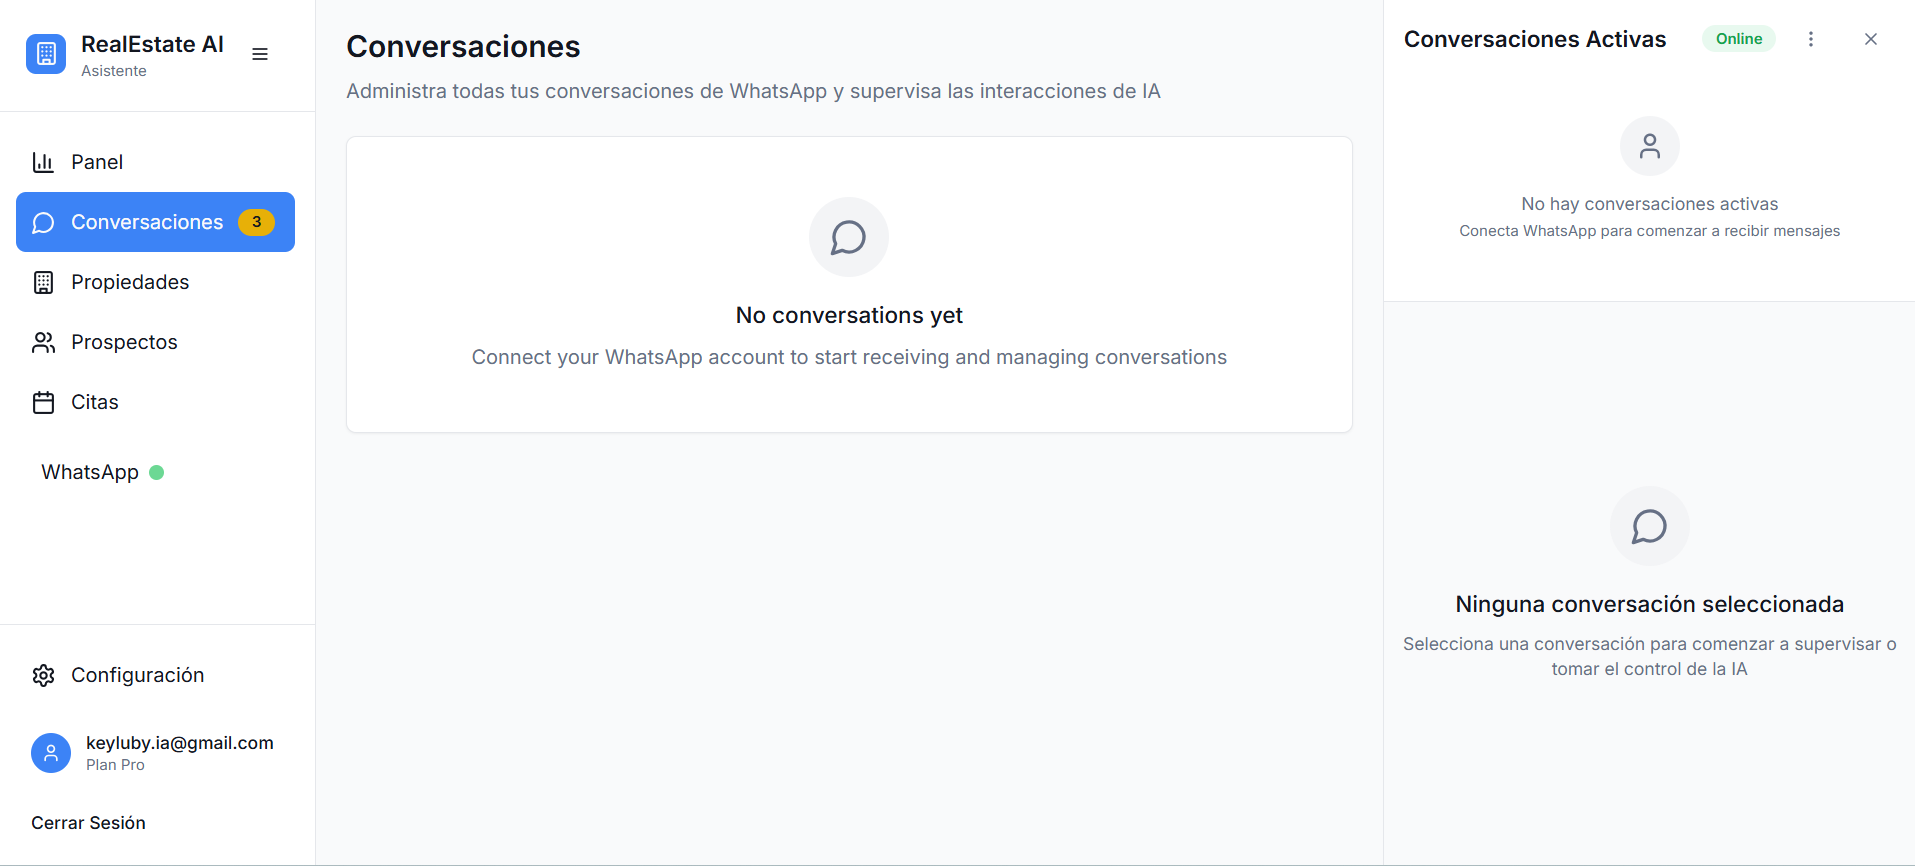 RealEstate AI
Asistente
Panel
Conversaciones 3
Propiedades
Prospectos
Citas
WhatsApp
Configuración
keyluby.ia@gmail.com
Plan Pro
Cerrar Sesión
Conversaciones
Administra todas tus conversaciones de WhatsApp y supervisa las interacciones de IA
No conversations yet
Connect your WhatsApp account to start receiving and managing conversations
Conversaciones Activas Online
No hay conversaciones activas
Conecta WhatsApp para comenzar a recibir mensajes
Ninguna conversación seleccionada
Selecciona una conversación para comenzar a supervisar o
tomar el control de la IA